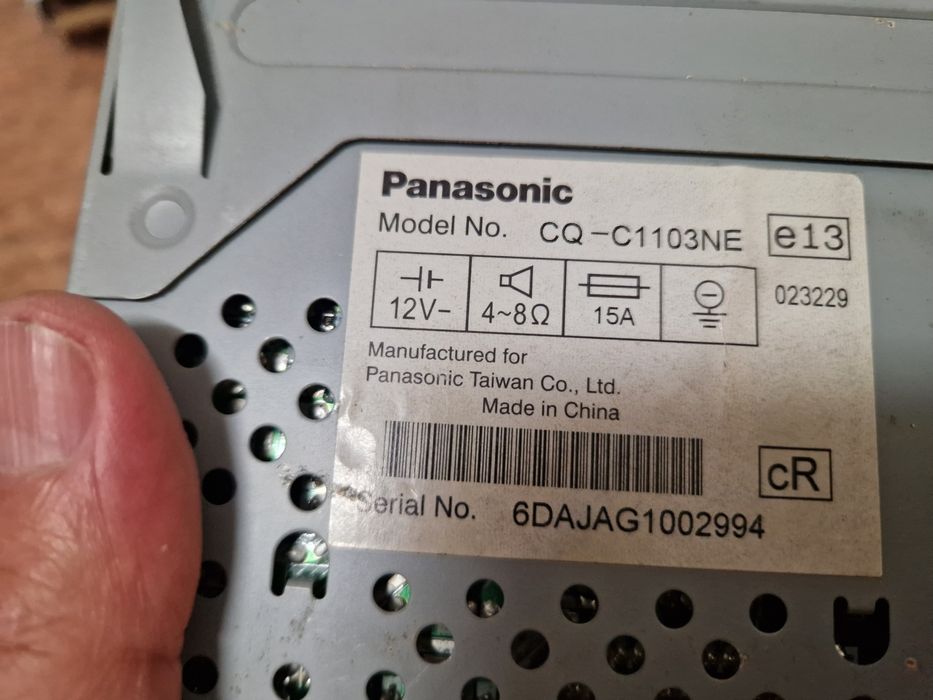 Panasonic
Model No. CQ-C1103NE e13
12V- 4~8Ω 15A
023229
Manufactured for
Panasonic Taiwan Co., Ltd.
Made in China
cR
Serial No. 6DAJAG1002994